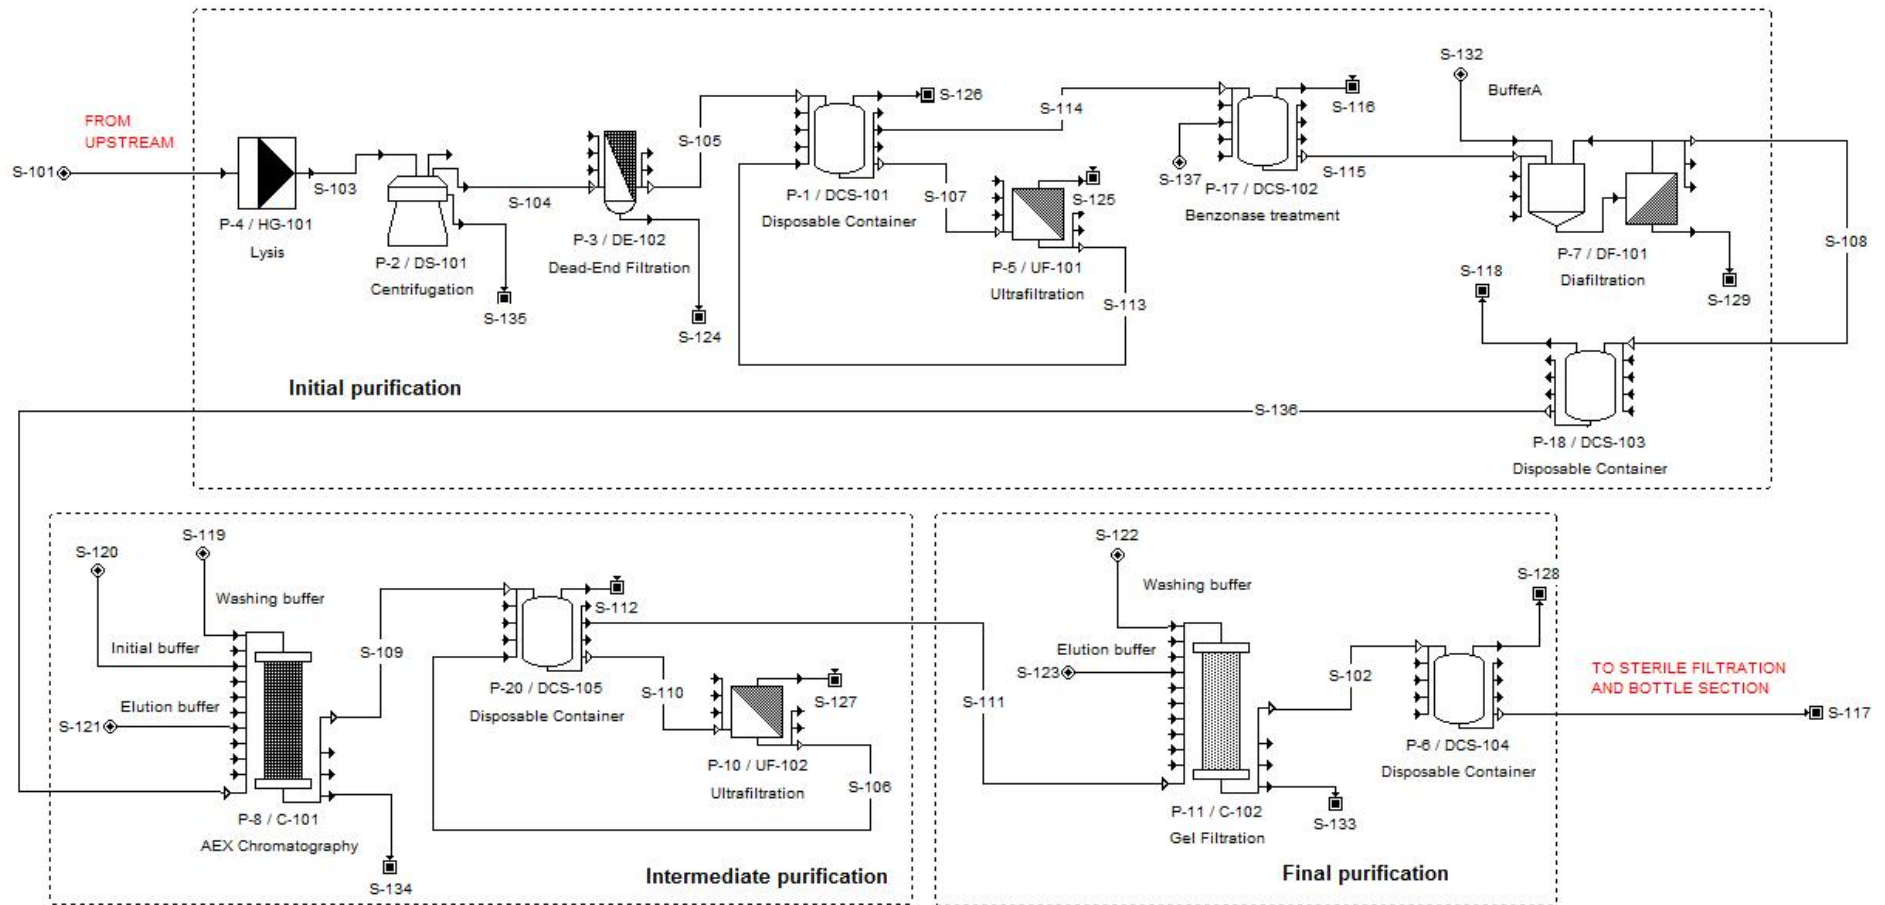 FROM
UPSTREAM
S-101
P-4 / HG-101
Lysis
S-103
P-2 / DS-101
Centrifugation
S-135
S-104
P-3 / DE-102
Dead-End Filtration
S-124
S-105
S-126
P-1 / DCS-101
Disposable Container
S-114
S-107
S-125
P-5 / UF-101
Ultrafiltration
S-113
S-137
S-116
P-17 / DCS-102
Benzonase treatment
S-115
S-132
BufferA
P-7 / DF-101
Diafiltration
S-129
S-108
S-118
P-18 / DCS-103
Disposable Container
S-136
Initial purification
S-119
S-120
Washing buffer
Initial buffer
Elution buffer
S-121
P-8 / C-101
AEX Chromatography
S-134
S-109
S-112
P-20 / DCS-105
Disposable Container
S-110
S-127
P-10 / UF-102
Ultrafiltration
S-106
Intermediate purification
S-111
S-122
Washing buffer
Elution buffer
S-123
P-11 / C-102
Gel Filtration
S-133
S-102
S-128
P-6 / DCS-104
Disposable Container
Final purification
TO STERILE FILTRATION
AND BOTTLE SECTION
S-117